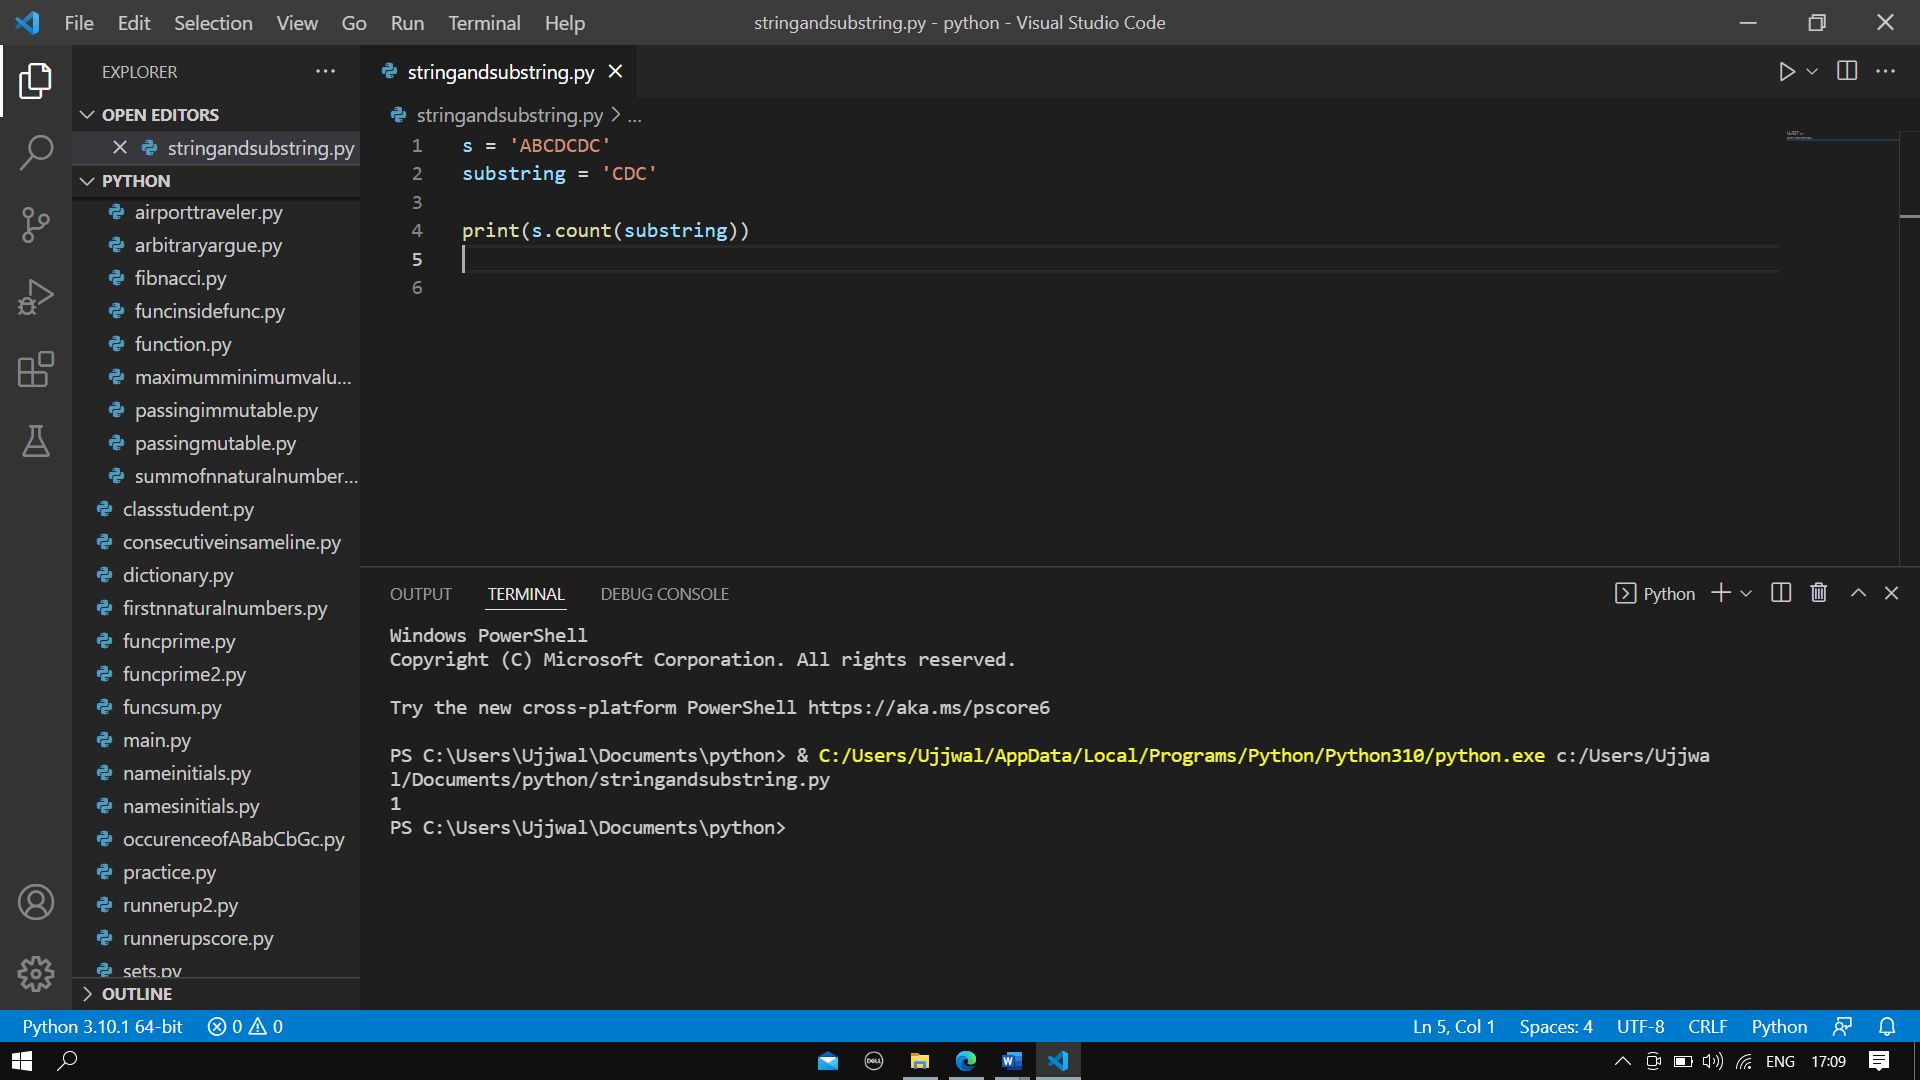 File Edit Selection View Go Run Terminal Help
stringandsubstring.py - python - Visual Studio Code
EXPLORER
OPEN EDITORS
stringandsubstring.py
PYTHON
airporttraveler.py
arbitraryargue.py
fibnacci.py
funcinsidefunc.py
function.py
maximumminimumvalu...
passingimmutable.py
passingmutable.py
summofnnaturalnumber...
classstudent.py
consecutiveinsameline.py
dictionary.py
firstnnaturalnumbers.py
funcprime.py
funcprime2.py
funcsum.py
main.py
nameinitials.py
namesinitials.py
occurenceofABabCbGc.py
practice.py
runnerup2.py
runnerupscore.py
sets.py
OUTLINE
stringandsubstring.py
stringandsubstring.py > ...
1 s = 'ABCDCDC'
2 substring = 'CDC'
3
4 print(s.count(substring))
5
6
OUTPUT TERMINAL DEBUG CONSOLE
Python
Windows PowerShell
Copyright (C) Microsoft Corporation. All rights reserved.
Try the new cross-platform PowerShell https://aka.ms/pscore6
PS C:\Users\Ujjwal\Documents\python> & C:/Users/Ujjwal/AppData/Local/Programs/Python/Python310/python.exe c:/Users/Ujjwa
l/Documents/python/stringandsubstring.py
1
PS C:\Users\Ujjwal\Documents\python>
Python 3.10.1 64-bit 0 0
Ln 5, Col 1 Spaces: 4 UTF-8 CRLF Python
DELL
W
ENG 17:09